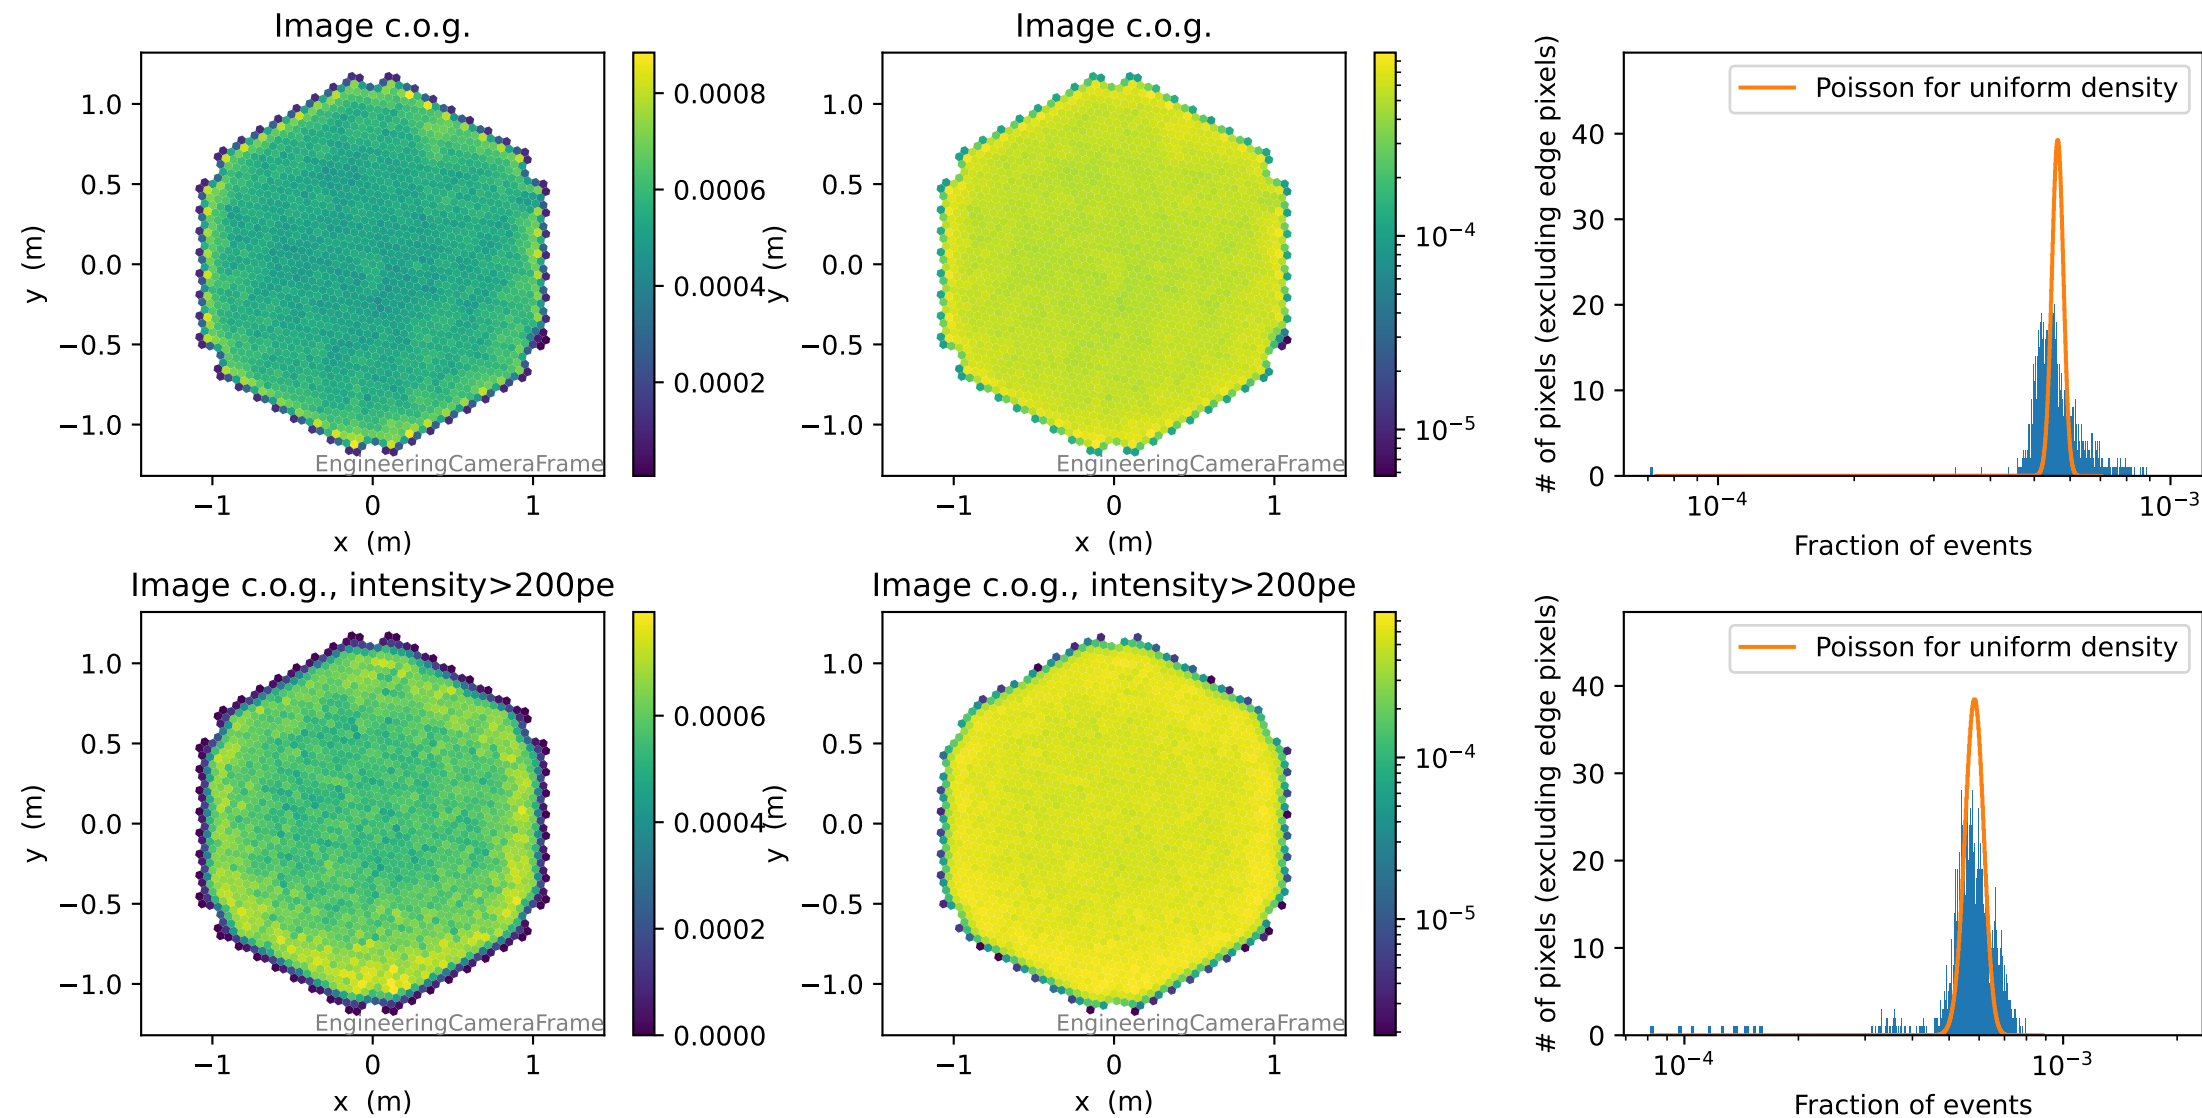 Image c.o.g.
1.0
0.5
0.0
−0.5
−1.0
y (m)
−1
0
1
x (m)
EngineeringCameraFrame
0.0008
0.0006
0.0004
0.0002
Image c.o.g.
1.0
0.5
0.0
−0.5
−1.0
y (m)
−1
0
1
x (m)
EngineeringCameraFrame
10⁻⁴
10⁻⁵
Poisson for uniform density
# of pixels (excluding edge pixels)
40
30
20
10
0
10⁻⁴
10⁻³
Fraction of events
Image c.o.g., intensity>200pe
1.0
0.5
0.0
−0.5
−1.0
y (m)
−1
0
1
x (m)
EngineeringCameraFrame
0.0006
0.0004
0.0002
0.0000
Image c.o.g., intensity>200pe
1.0
0.5
0.0
−0.5
−1.0
y (m)
−1
0
1
x (m)
EngineeringCameraFrame
10⁻⁴
10⁻⁵
Poisson for uniform density
# of pixels (excluding edge pixels)
40
30
20
10
0
10⁻⁴
10⁻³
Fraction of events